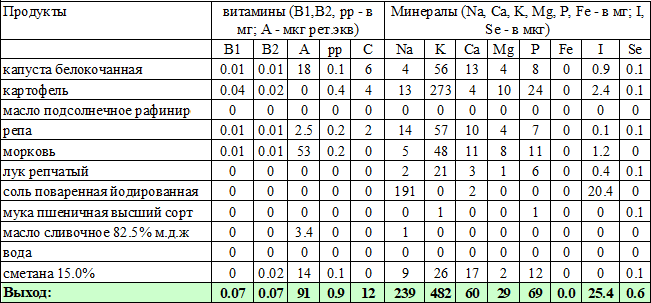 Продукты витамины (B1,B2, pp - в мг; A - мкг рет.экв) Минералы (Na, Ca, K, Mg, P, Fe - в мг; I, Se - в мкг)
B1 B2 A pp C Na K Ca Mg P Fe I Se
капуста белокочанная 0.01 0.01 18 0.1 6 4 56 13 4 8 0 0.9 0.1
картофель 0.04 0.02 0 0.4 4 13 273 4 10 24 0 2.4 0.1
масло подсолнечное рафинир 0 0 0 0 0 0 0 0 0 0 0 0 0
репа 0.01 0.01 2.5 0.2 2 14 57 10 4 7 0 0.1 0.1
морковь 0.01 0.01 53 0.2 0 5 48 11 8 11 0 1.2 0
лук репчатый 0 0 0 0 0 2 21 3 1 6 0 0.4 0.1
соль поваренная йодированная 0 0 0 0 0 191 0 2 0 0 0 20.4 0
мука пшеничная высший сорт 0 0 0 0 0 0 1 0 0 1 0 0 0.1
масло сливочное 82.5% м.д.ж 0 0 3.4 0 0 1 0 0 0 0 0 0 0
вода 0 0 0 0 0 0 0 0 0 0 0 0 0
сметана 15.0% 0 0.02 14 0.1 0 9 26 17 2 12 0 0 0.1
Выход: 0.07 0.07 91 0.9 12 239 482 60 29 69 0.0 25.4 0.6